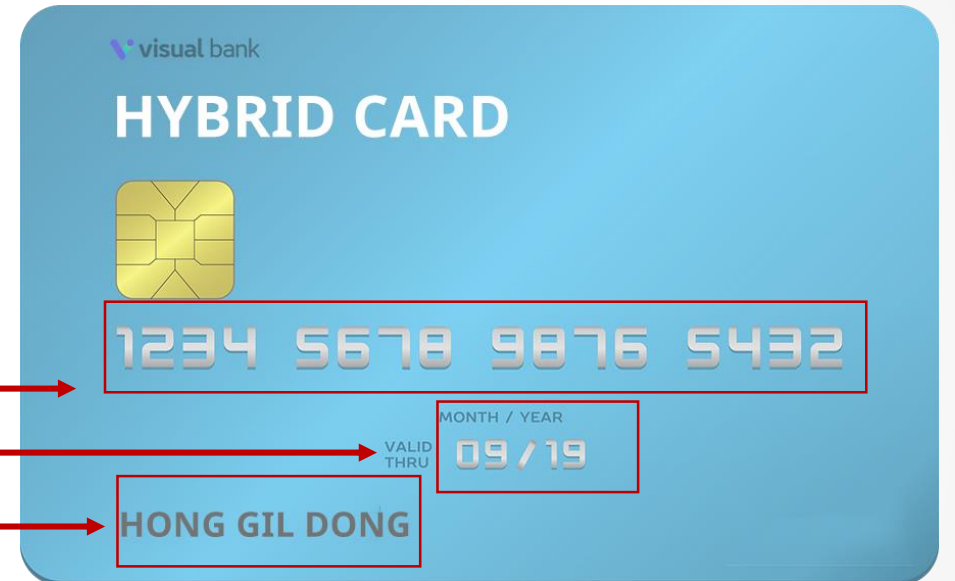 visual bank
HYBRID CARD
1234 5678 9876 5432
MONTH / YEAR
VALID THRU 09/19
HONG GIL DONG